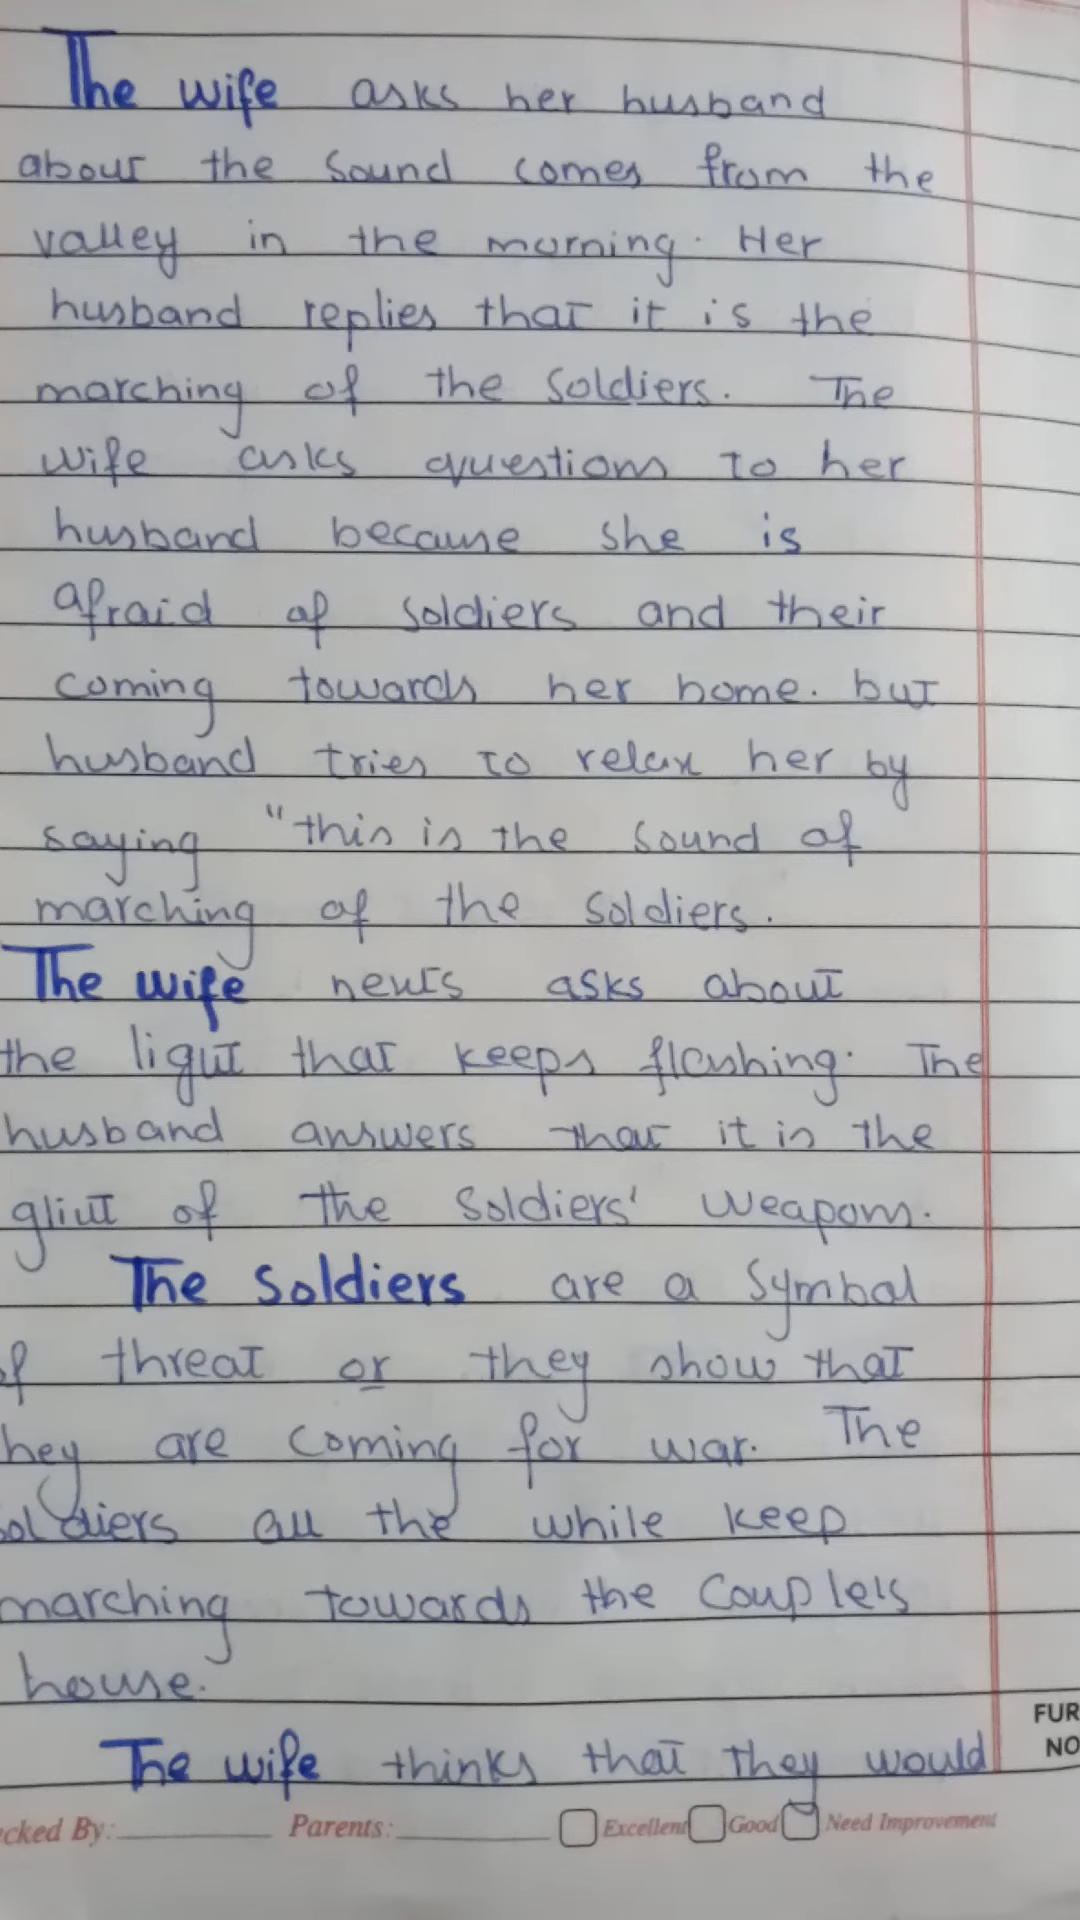 The wife asks her husband
about the sound comes from the
valley in the morning. Her
husband replies that it is the
marching of the soldiers. The
wife asks questions to her
husband because she is
afraid of soldiers and their
coming towards her home. but
husband tries to relax her by
saying "this is the sound of
marching of the soldiers.
The wife next asks about
the light that keeps flashing. The
husband answers that it is the
glint of the soldiers' weapons.
The Soldiers are a symbol
of threat or they show that
hey are coming for war. The
oldiers all the while keep
marching towards the couple's
house.
The wife thinks that they would
FUR
NO
cked By: Parents: Excellent Good Need Improvement